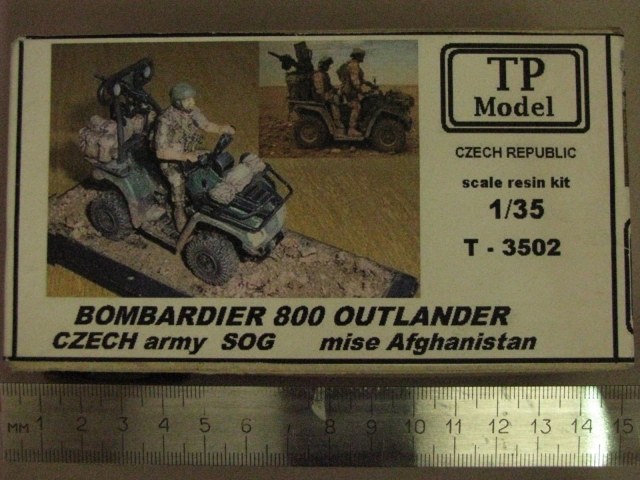 TP
Model
CZECH REPUBLIC
scale resin kit
1/35
T - 3502
BOMBARDIER 800 OUTLANDER
CZECH army SOG mise Afghanistan
мм 1 2 3 4 5 6 7 8 9 10 11 12 13 14 15